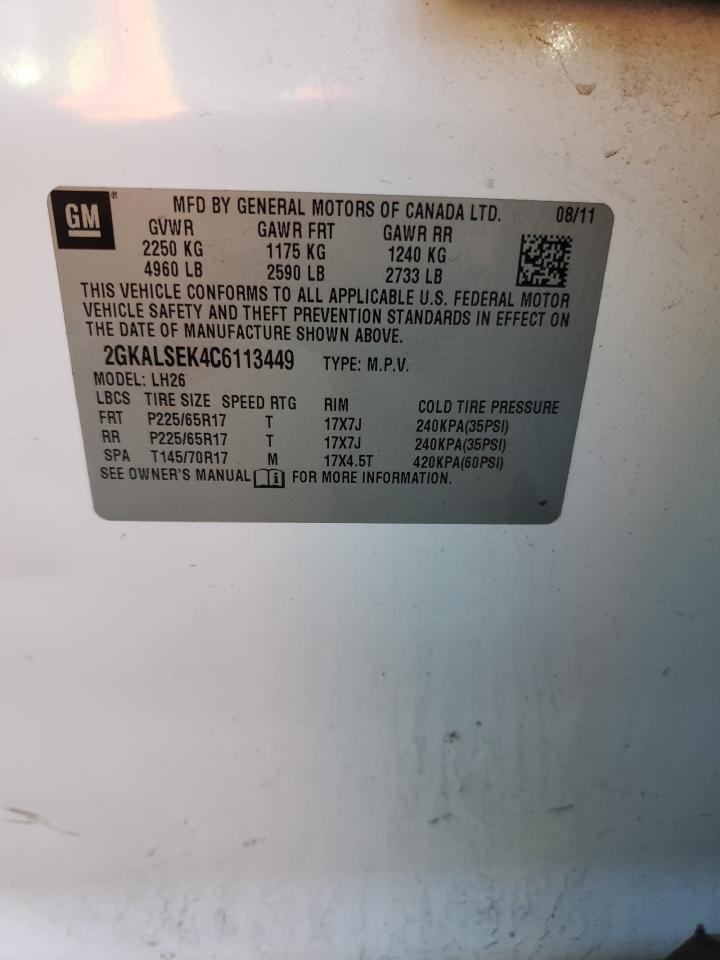 GM® MFD BY GENERAL MOTORS OF CANADA LTD. 08/11
GVWR GAWR FRT GAWR RR
2250 KG 1175 KG 1240 KG
4960 LB 2590 LB 2733 LB
THIS VEHICLE CONFORMS TO ALL APPLICABLE U.S. FEDERAL MOTOR
VEHICLE SAFETY AND THEFT PREVENTION STANDARDS IN EFFECT ON
THE DATE OF MANUFACTURE SHOWN ABOVE.
2GKALSEK4C6113449 TYPE: M.P.V.
MODEL: LH26
LBCS TIRE SIZE SPEED RTG RIM COLD TIRE PRESSURE
FRT P225/65R17 T 17X7J 240KPA(35PSI)
RR P225/65R17 T 17X7J 240KPA(35PSI)
SPA T145/70R17 M 17X4.5T 420KPA(60PSI)
SEE OWNER'S MANUAL i FOR MORE INFORMATION.